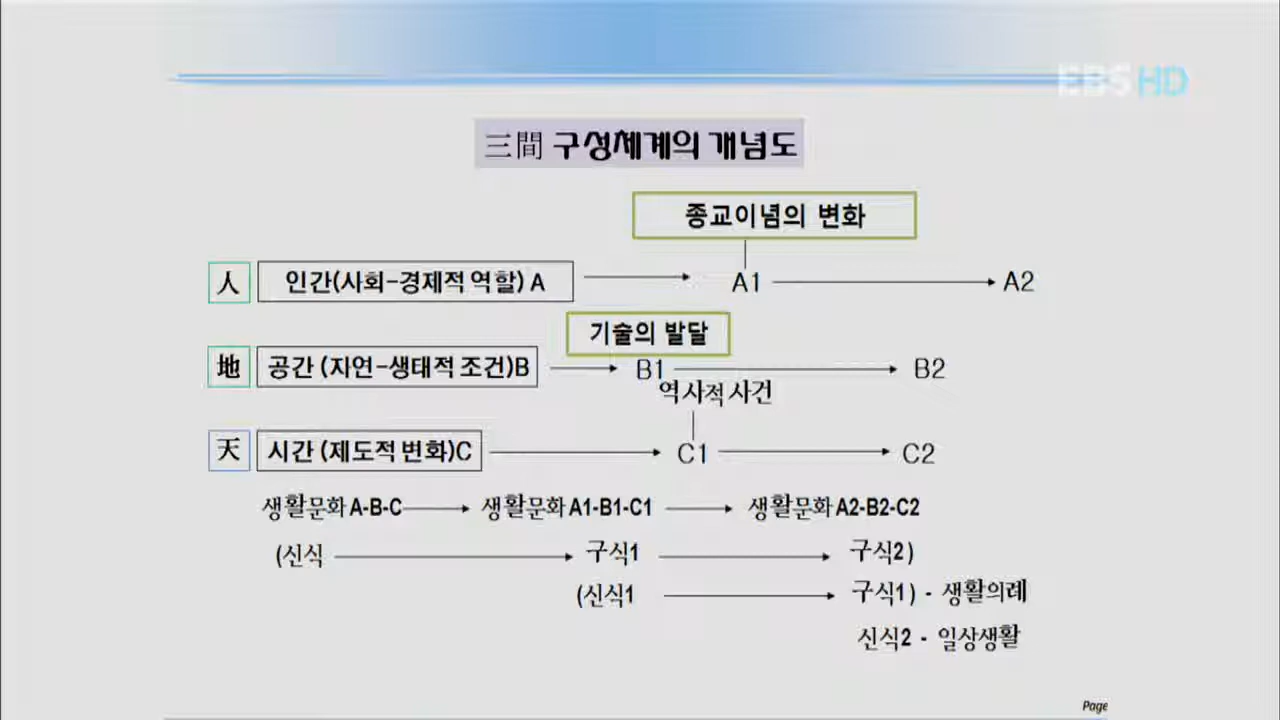 EBS HD
三間 구성체계의 개념도
종교이념의 변화
人 인간(사회-경제적 역할) A A1 A2
기술의 발달
地 공간 (지연-생태적 조건)B B1 B2
역사적 사건
天 시간 (제도적 변화)C C1 C2
생활문화 A-B-C 생활문화 A1-B1-C1 생활문화 A2-B2-C2
(신식 구식1 구식2)
(신식1 구식1) - 생활의례
신식2 - 일상생활
Page